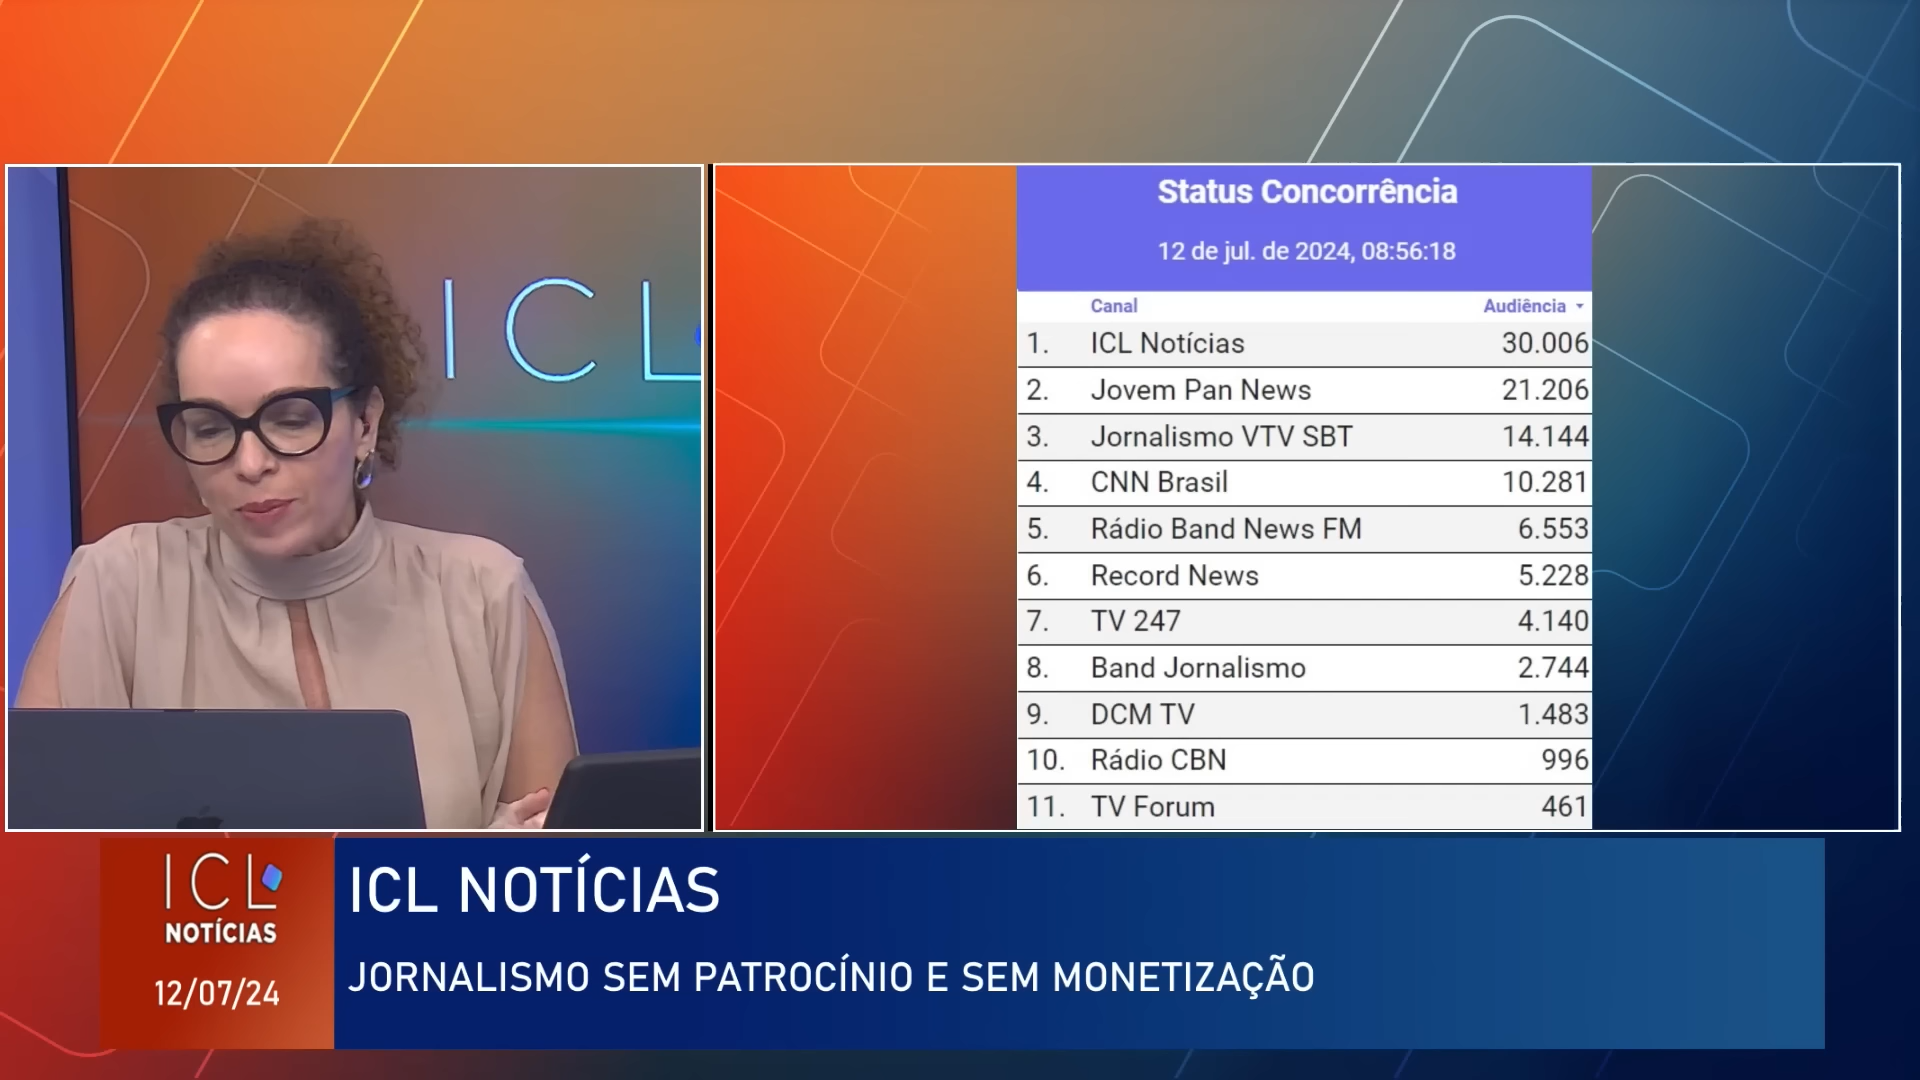 ICL
Status Concorrência
12 de jul. de 2024, 08:56:18
Canal Audiência
1. ICL Notícias 30.006
2. Jovem Pan News 21.206
3. Jornalismo VTV SBT 14.144
4. CNN Brasil 10.281
5. Rádio Band News FM 6.553
6. Record News 5.228
7. TV 247 4.140
8. Band Jornalismo 2.744
9. DCM TV 1.483
10. Rádio CBN 996
11. TV Forum 461
ICL
NOTÍCIAS
12/07/24
ICL NOTÍCIAS
JORNALISMO SEM PATROCÍNIO E SEM MONETIZAÇÃO